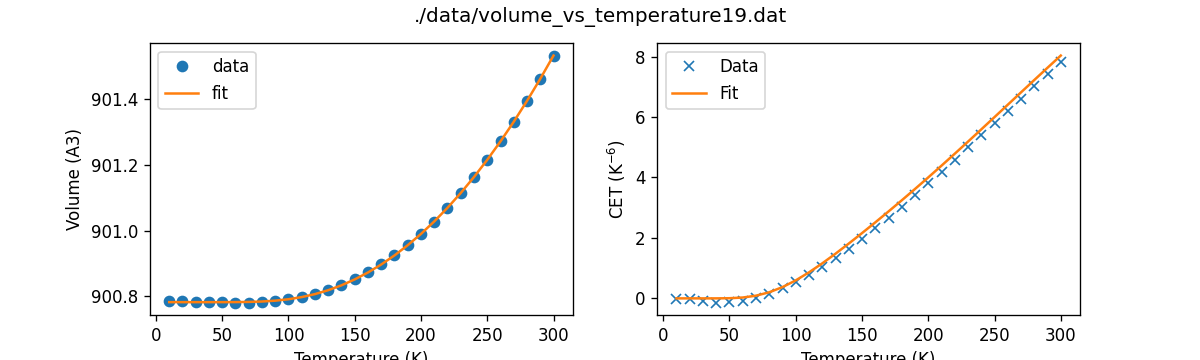 ./data/volume_vs_temperature19.dat
data
fit
Volume (A3)
901.4
901.2
901.0
900.8
0 50 100 150 200 250 300
Temperature (K)
Data
Fit
CET (K⁻⁶)
8
6
4
2
0
0 50 100 150 200 250 300
Temperature (K)